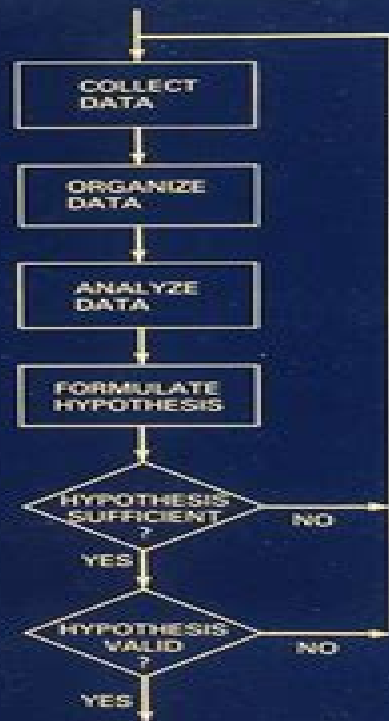 COLLECT
DATA
ORGANIZE
DATA
ANALYZE
DATA
FORMULATE
HYPOTHESIS
HYPOTHESIS
SUFFICIENT
?
NO
YES
HYPOTHESIS
VALID
?
NO
YES